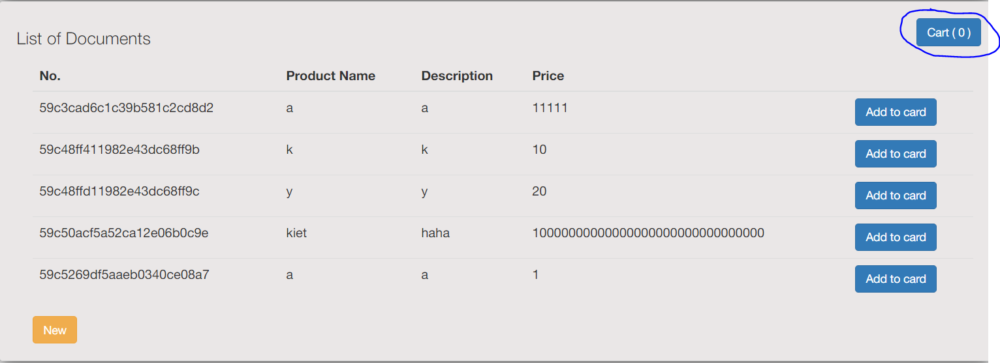 List of Documents
Cart ( 0 )
No. Product Name Description Price
59c3cad6c1c39b581c2cd8d2 a a 11111 Add to card
59c48ff411982e43dc68ff9b k k 10 Add to card
59c48ffd11982e43dc68ff9c y y 20 Add to card
59c50acf5a52ca12e06b0c9e kiet haha 10000000000000000000000000000000 Add to card
59c5269df5aaeb0340ce08a7 a a 1 Add to card
New